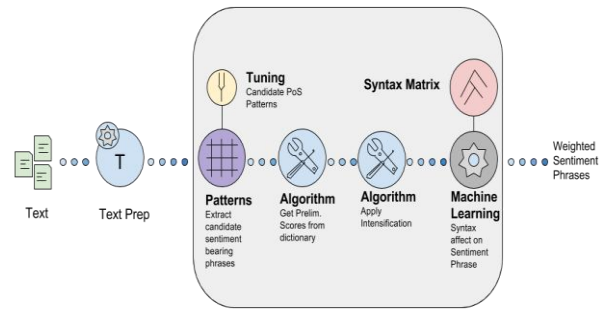 Tuning
Candidate PoS
Patterns
Syntax Matrix
T
Text
Text Prep
Patterns
Extract
candidate
sentiment
bearing
phrases
Algorithm
Get Prelim.
Scores from
dictionary
Algorithm
Apply
Intensification
Machine
Learning
Syntax
affect on
Sentiment
Phrase
Weighted
Sentiment
Phrases